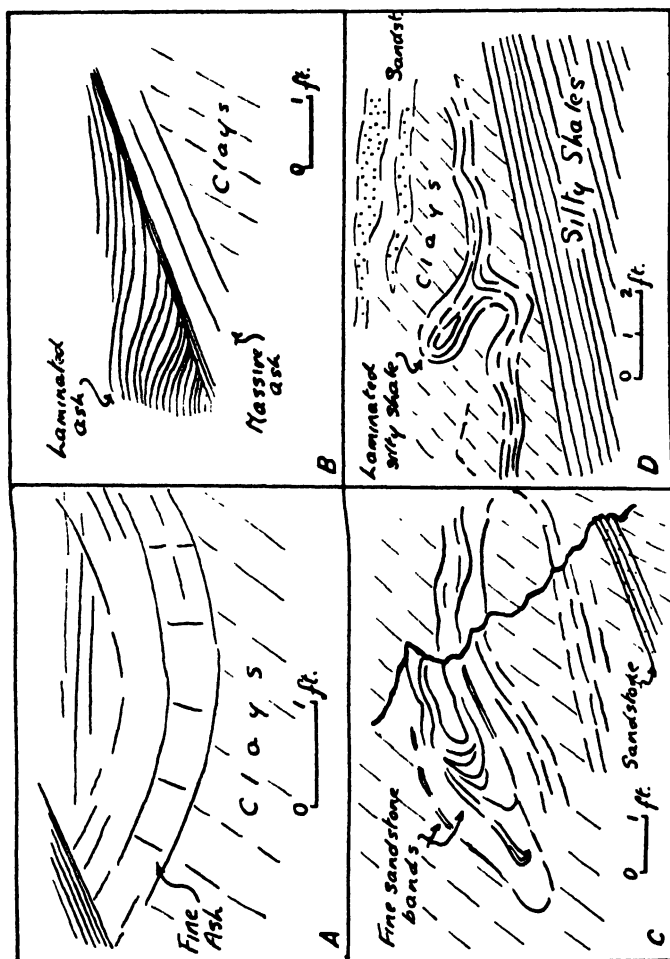 Fine
Ash
Clays
0 1 ft.
A
Laminated
ash
Massive
ash
Clays
0 1 ft.
B
Fine sandstone
bands
Sandstone
0 1 ft.
C
Sandst.
Laminated
silty shale
Clays
Silty Shales
0 1 2 ft.
D